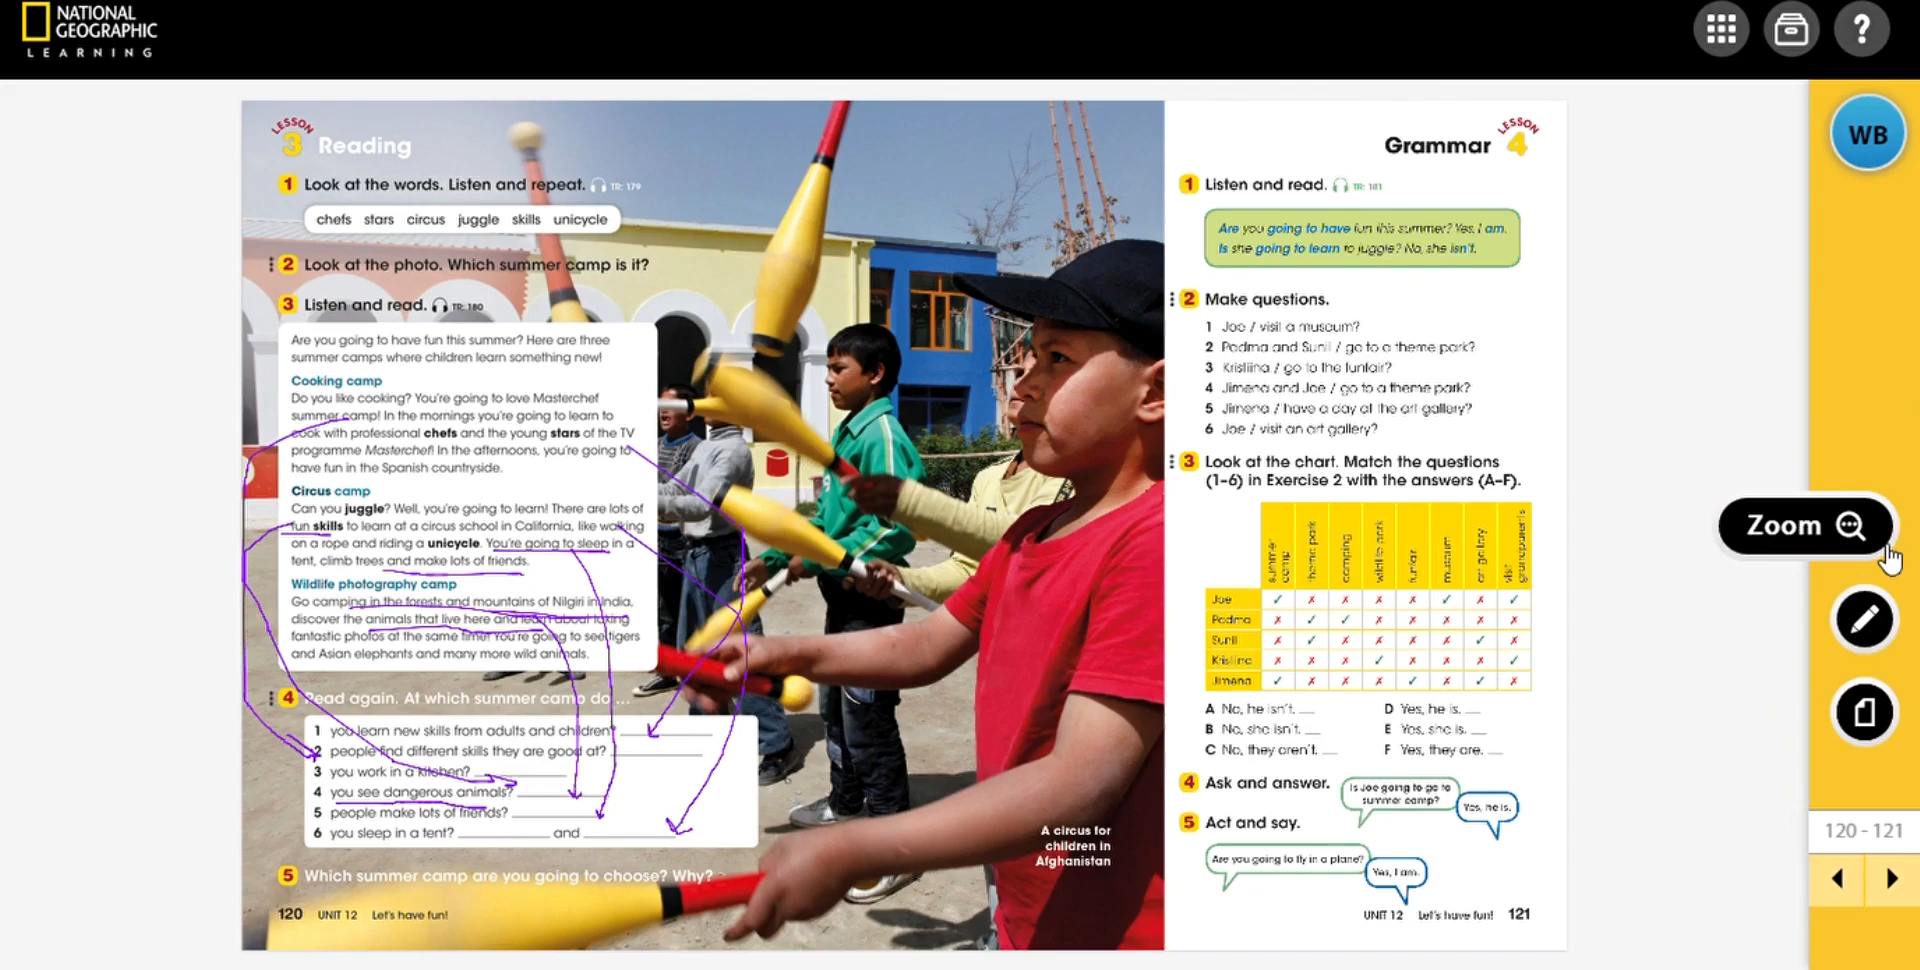 NATIONAL
GEOGRAPHIC
LEARNING
WB
Zoom
120 - 121
LESSON
3 Reading
1 Look at the words. Listen and repeat. TR: 179
chefs stars circus juggle skills unicycle
2 Look at the photo. Which summer camp is it?
3 Listen and read. TR: 180
Are you going to have fun this summer? Here are three
summer camps where children learn something new!
Cooking camp
Do you like cooking? You're going to love Masterchef
summer camp! In the mornings you're going to learn to
cook with professional chefs and the young stars of the TV
programme Masterchef! In the afternoons, you're going to
have fun in the Spanish countryside.
Circus camp
Can you juggle? Well, you're going to learn! There are lots of
fun skills to learn at a circus school in California, like walking
on a rope and riding a unicycle. You're going to sleep in a
tent, climb trees and make lots of friends.
Wildlife photography camp
Go camping in the forests and mountains of Nilgiri in India,
discover the animals that live here and learn about taking
fantastic photos at the same time! You're going to see tigers
and Asian elephants and many more wild animals.
4 Read again. At which summer camp do ...
1 you learn new skills from adults and children?
2 people find different skills they are good at?
3 you work in a kitchen?
4 you see dangerous animals?
5 people make lots of friends?
6 you sleep in a tent? and
5 Which summer camp are you going to choose? Why?
A circus for
children in
Afghanistan
120 UNIT 12 Let's have fun!
LESSON
Grammar 4
1 Listen and read. TR: 181
Are you going to have fun this summer? Yes, I am.
Is she going to learn to juggle? No, she isn't.
2 Make questions.
1 Joe / visit a museum?
2 Padma and Sunil / go to a theme park?
3 Kristiina / go to the funfair?
4 Jimena and Joe / go to a theme park?
5 Jimena / have a day at the art gallery?
6 Joe / visit an art gallery?
3 Look at the chart. Match the questions
(1–6) in Exercise 2 with the answers (A–F).
summer camp theme park camping wildlife park funfair museum art gallery visit grandparents
Joe ✓ ✗ ✗ ✗ ✗ ✓ ✗ ✓
Padma ✗ ✓ ✓ ✗ ✗ ✗ ✗ ✗
Sunil ✗ ✓ ✗ ✗ ✗ ✗ ✓ ✗
Kristiina ✗ ✗ ✗ ✓ ✗ ✗ ✗ ✓
Jimena ✓ ✗ ✗ ✗ ✓ ✗ ✓ ✗
A No, he isn't. D Yes, he is.
B No, she isn't. E Yes, she is.
C No, they aren't. F Yes, they are.
4 Ask and answer.
Is Joe going to go to
summer camp?
Yes, he is.
5 Act and say.
Are you going to fly in a plane?
Yes, I am.
UNIT 12 Let's have fun! 121